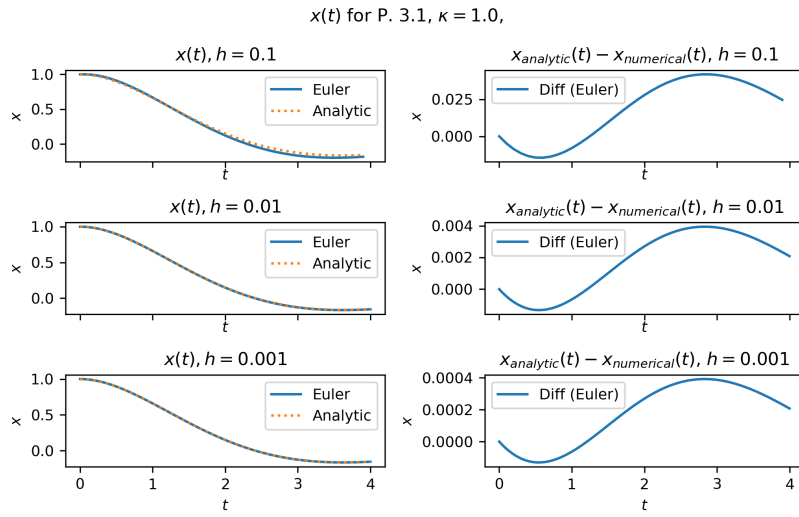 x(t) for P. 3.1, κ = 1.0,
x(t), h = 0.1
x
1.0
0.5
0.0
Euler
Analytic
t
x_analytic(t) − x_numerical(t), h = 0.1
x
0.025
0.000
Diff (Euler)
t
x(t), h = 0.01
x
1.0
0.5
0.0
Euler
Analytic
t
x_analytic(t) − x_numerical(t), h = 0.01
x
0.004
0.002
0.000
Diff (Euler)
t
x(t), h = 0.001
x
1.0
0.5
0.0
Euler
Analytic
0 1 2 3 4
t
x_analytic(t) − x_numerical(t), h = 0.001
x
0.0004
0.0002
0.0000
Diff (Euler)
0 1 2 3 4
t